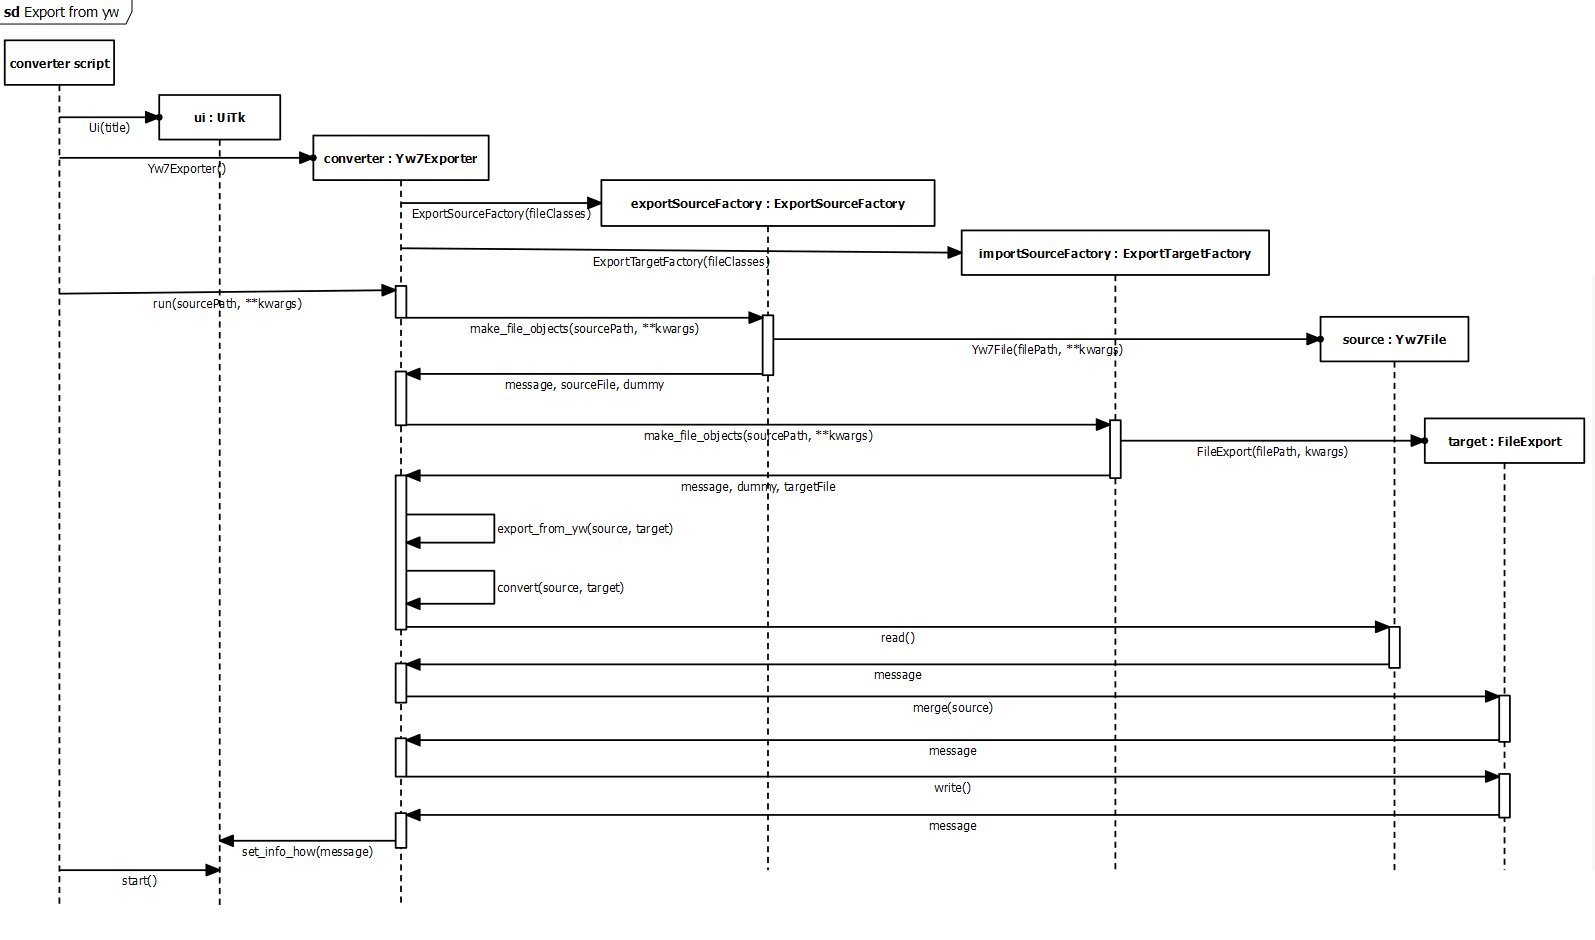 sd Export from yw
converter script
ui : UiTk
Ui(title)
converter : Yw7Exporter
Yw7Exporter()
exportSourceFactory : ExportSourceFactory
ExportSourceFactory(fileClasses)
importSourceFactory : ExportTargetFactory
ExportTargetFactory(fileClasses)
run(sourcePath, **kwargs)
make_file_objects(sourcePath, **kwargs)
source : Yw7File
Yw7File(filePath, **kwargs)
message, sourceFile, dummy
make_file_objects(sourcePath, **kwargs)
target : FileExport
FileExport(filePath, kwargs)
message, dummy, targetFile
export_from_yw(source, target)
convert(source, target)
read()
message
merge(source)
message
write()
message
set_info_how(message)
start()